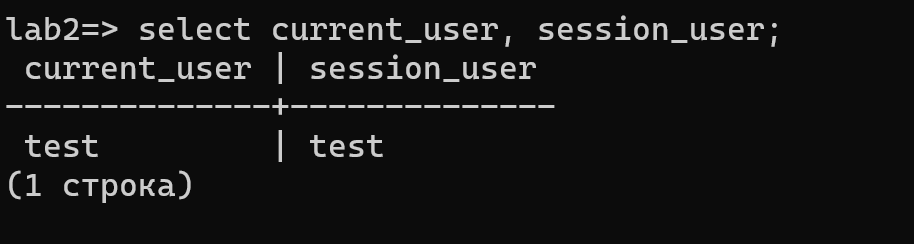 lab2=> select current_user, session_user;
 current_user | session_user
--------------+--------------
 test         | test
(1 строка)